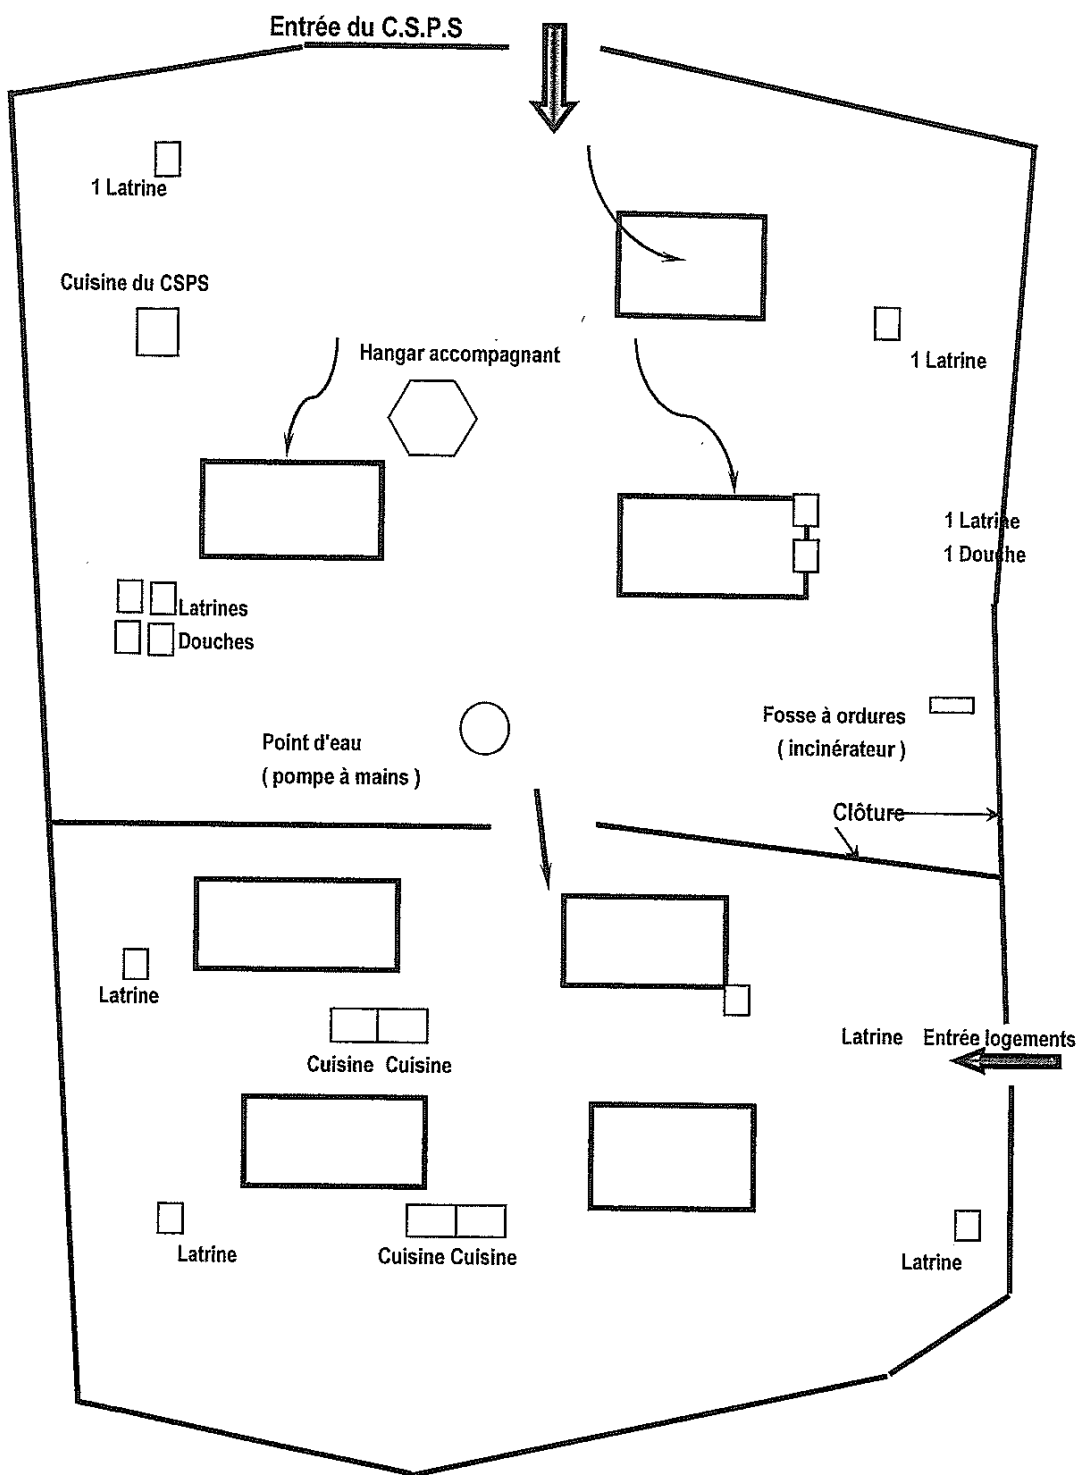 Entrée du C.S.P.S
1 Latrine
Cuisine du CSPS
Hangar accompagnant
1 Latrine
1 Latrine
1 Douche
Latrines
Douches
Fosse à ordures
( incinérateur )
Point d'eau
( pompe à mains )
Clôture
Latrine
Latrine
Entrée logements
Cuisine Cuisine
Latrine
Cuisine Cuisine
Latrine